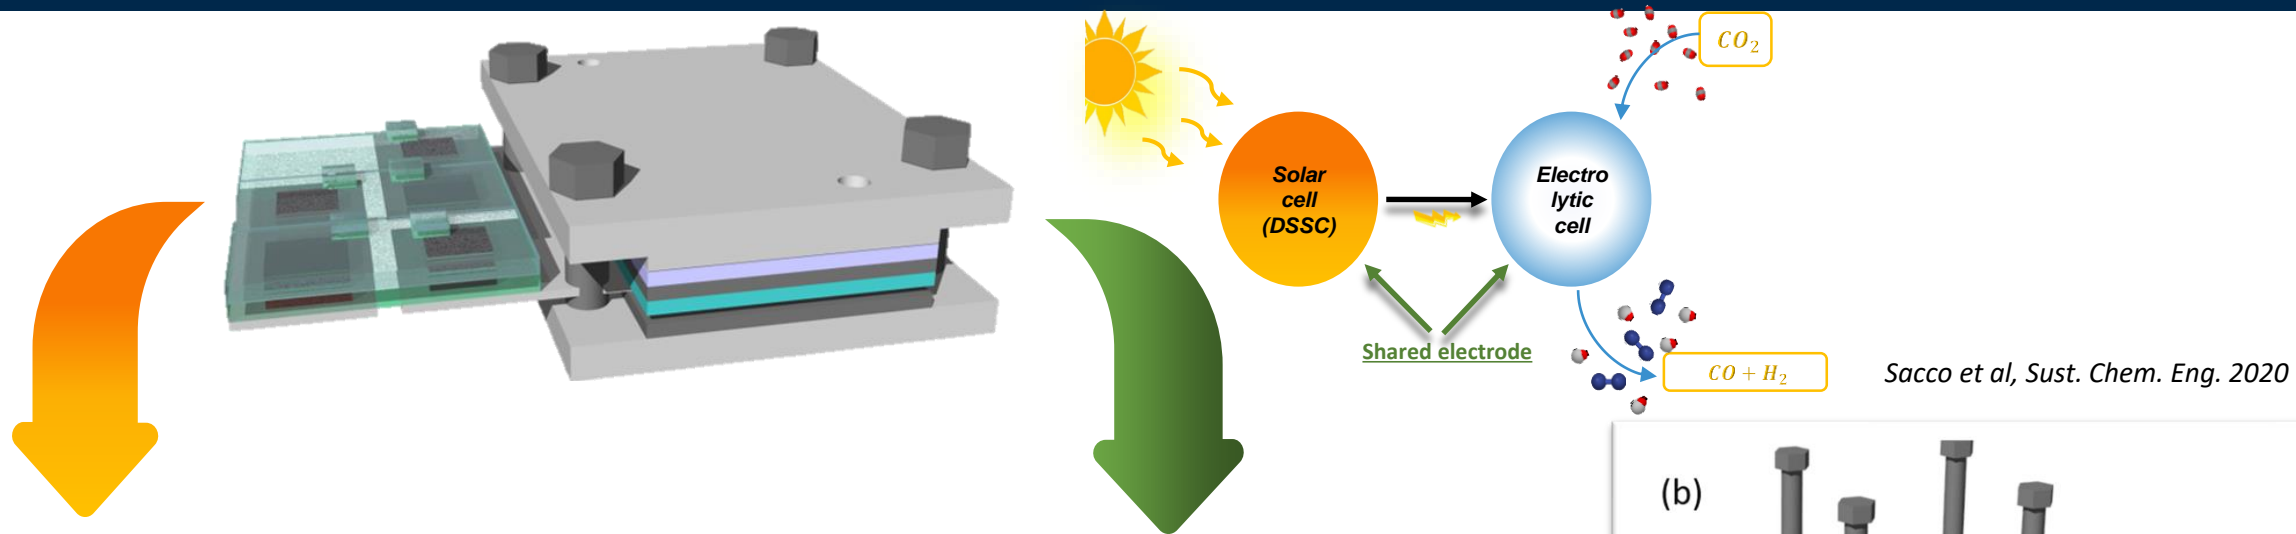 CO₂
Solar
cell
(DSSC)
Electro
lytic
cell
Shared electrode
CO + H₂
Sacco et al, Sust. Chem. Eng. 2020
(b)